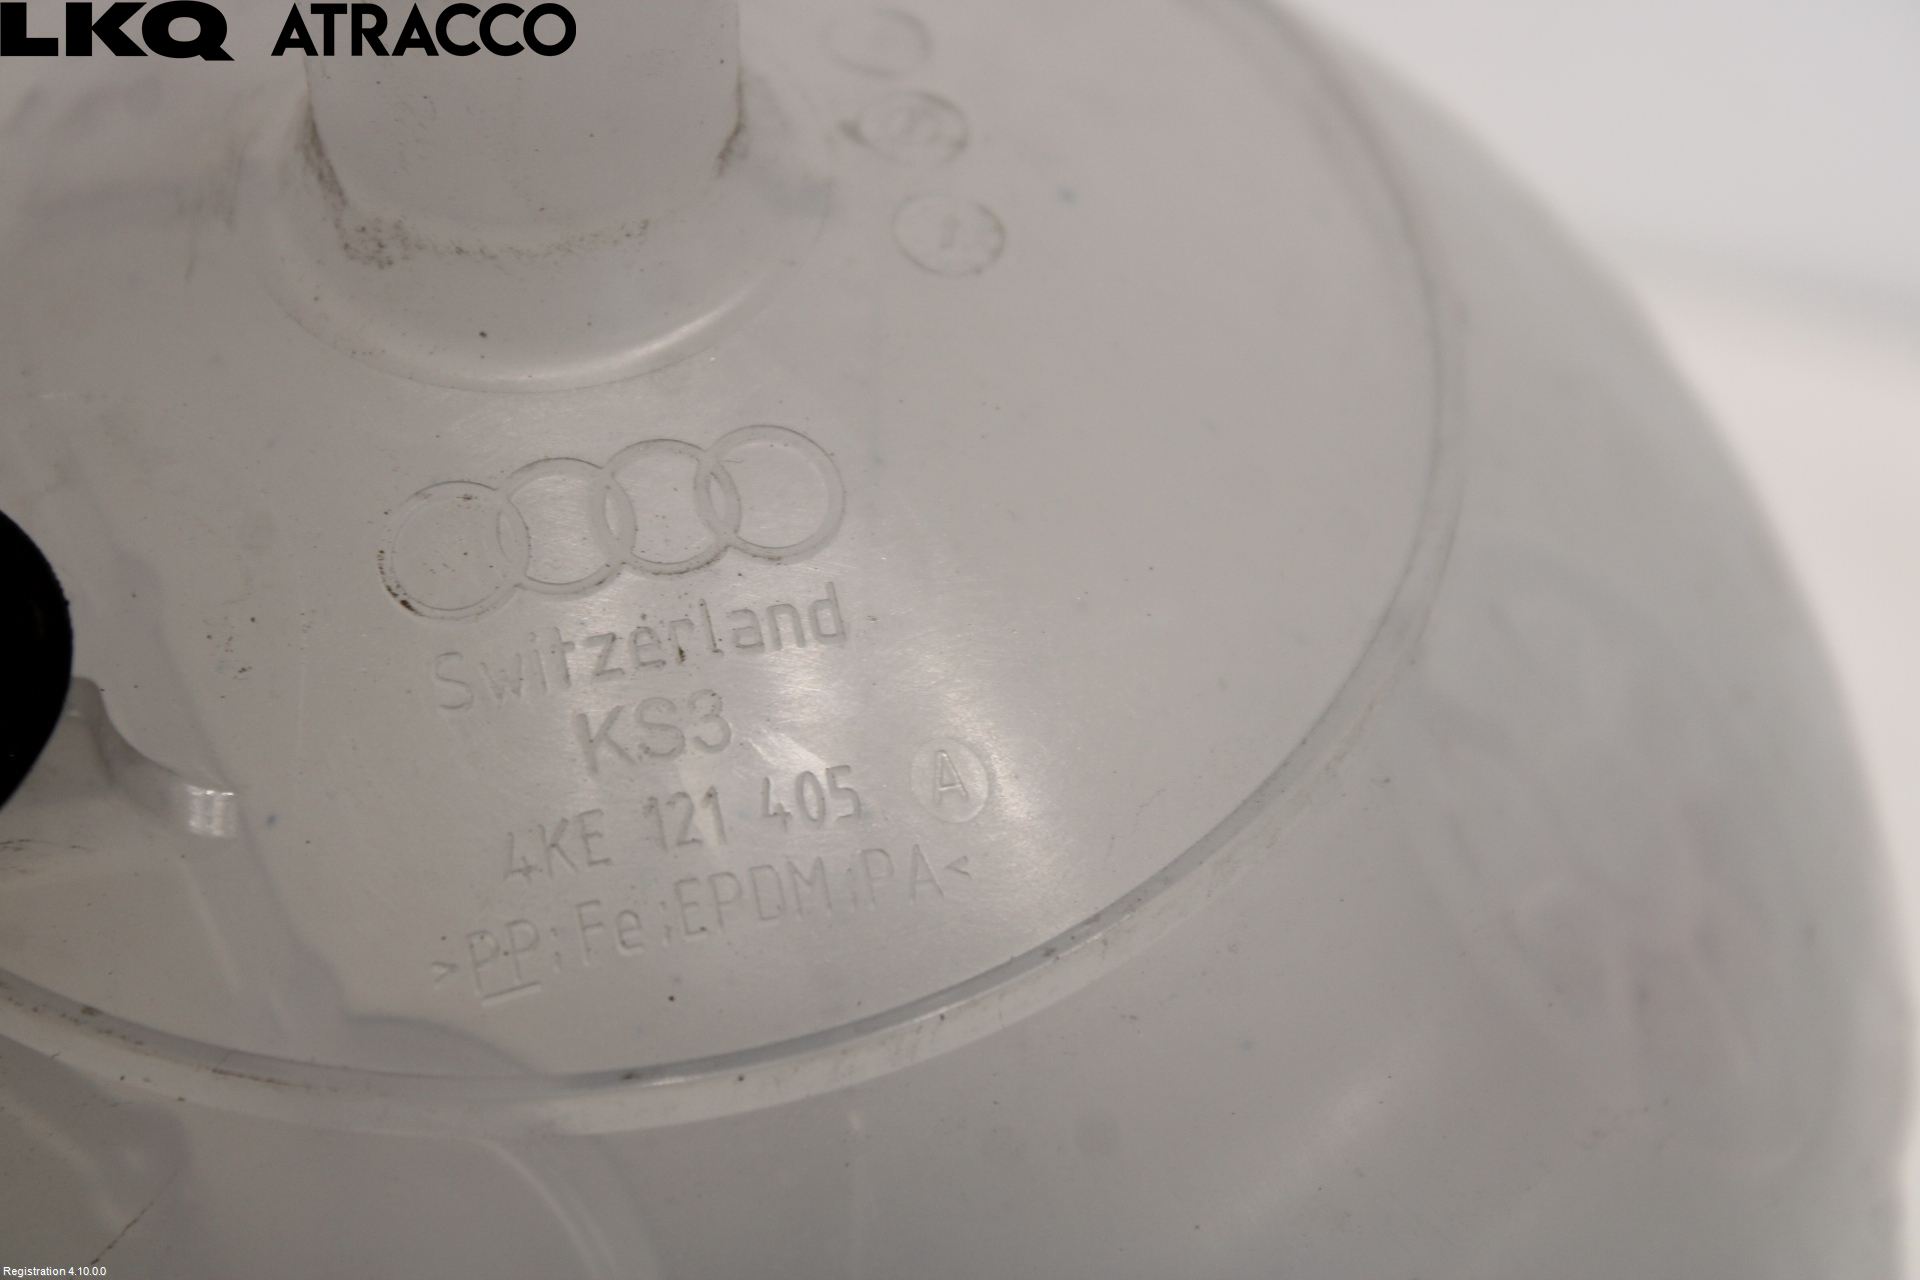 LKQ ATRACCO
Switzerland
KS3
4KE 121 405 A
>PP;Fe;EPDM;PA<
Registration 4.10.0.0